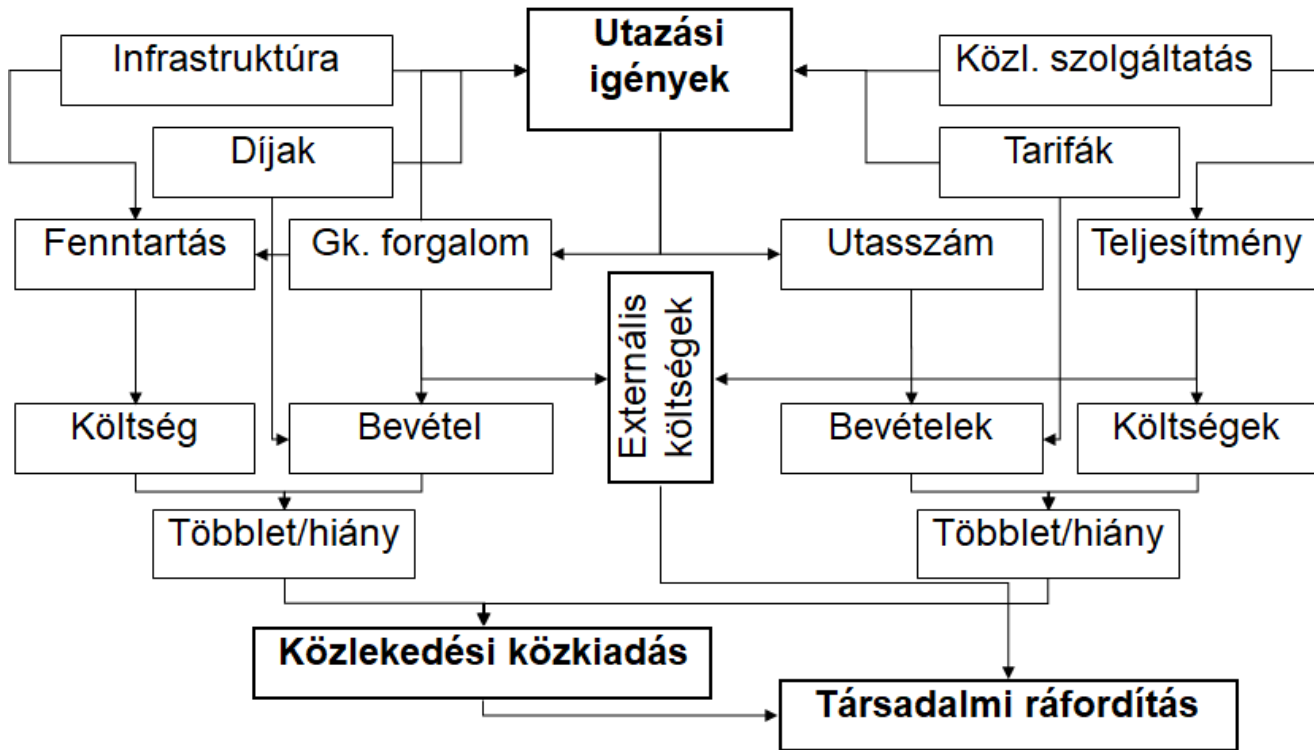 Infrastruktúra
Utazási
igények
Közl. szolgáltatás
Díjak
Tarifák
Fenntartás
Gk. forgalom
Utasszám
Teljesítmény
Externális
költségek
Költség
Bevétel
Bevételek
Költségek
Többlet/hiány
Többlet/hiány
Közlekedési közkiadás
Társadalmi ráfordítás